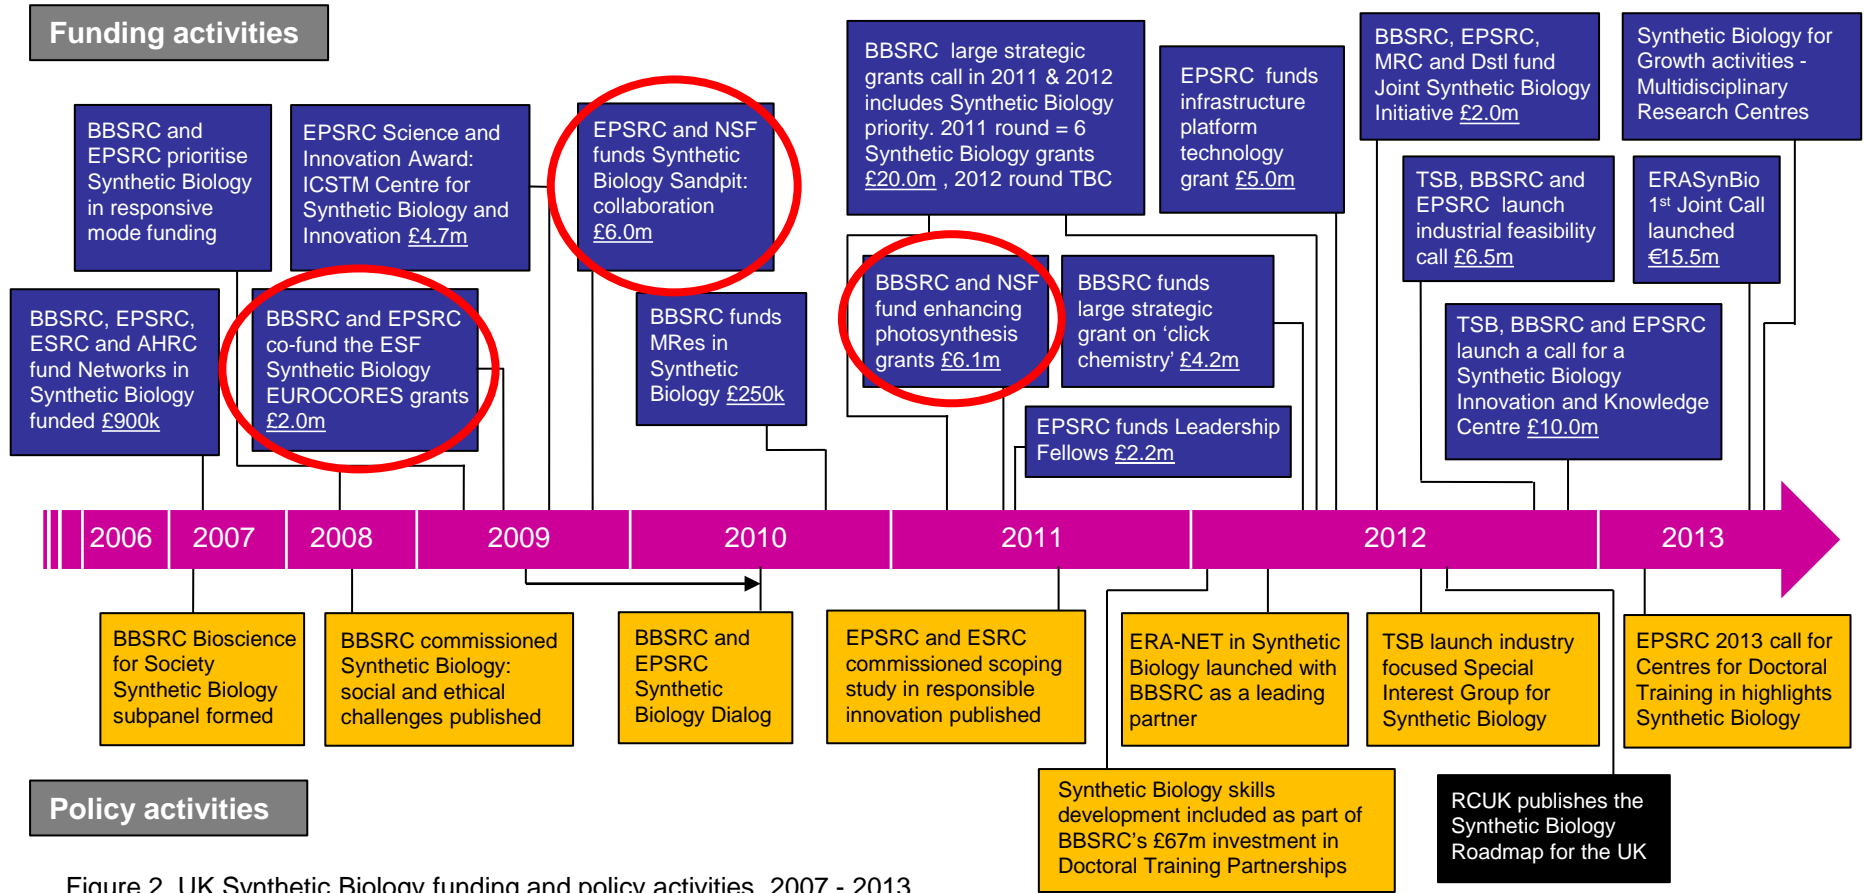 Funding activities
BBSRC and
EPSRC prioritise
Synthetic Biology
in responsive
mode funding
EPSRC Science and
Innovation Award:
ICSTM Centre for
Synthetic Biology and
Innovation £4.7m
EPSRC and NSF
funds Synthetic
Biology Sandpit:
collaboration
£6.0m
BBSRC large strategic
grants call in 2011 & 2012
includes Synthetic Biology
priority. 2011 round = 6
Synthetic Biology grants
£20.0m , 2012 round TBC
EPSRC funds
infrastructure
platform
technology
grant £5.0m
BBSRC, EPSRC,
MRC and Dstl fund
Joint Synthetic Biology
Initiative £2.0m
Synthetic Biology for
Growth activities -
Multidisciplinary
Research Centres
TSB, BBSRC and
EPSRC launch
industrial feasibility
call £6.5m
ERASynBio
1st Joint Call
launched
€15.5m
BBSRC, EPSRC,
ESRC and AHRC
fund Networks in
Synthetic Biology
funded £900k
BBSRC and EPSRC
co-fund the ESF
Synthetic Biology
EUROCORES grants
£2.0m
BBSRC funds
MRes in
Synthetic
Biology £250k
BBSRC and NSF
fund enhancing
photosynthesis
grants £6.1m
BBSRC funds
large strategic
grant on ‘click
chemistry’ £4.2m
TSB, BBSRC and EPSRC
launch a call for a
Synthetic Biology
Innovation and Knowledge
Centre £10.0m
EPSRC funds Leadership
Fellows £2.2m
2006 2007 2008 2009 2010 2011 2012 2013
BBSRC Bioscience
for Society
Synthetic Biology
subpanel formed
BBSRC commissioned
Synthetic Biology:
social and ethical
challenges published
BBSRC and
EPSRC
Synthetic
Biology Dialog
EPSRC and ESRC
commissioned scoping
study in responsible
innovation published
ERA-NET in Synthetic
Biology launched with
BBSRC as a leading
partner
TSB launch industry
focused Special
Interest Group for
Synthetic Biology
EPSRC 2013 call for
Centres for Doctoral
Training in highlights
Synthetic Biology
Policy activities
Synthetic Biology skills
development included as part of
BBSRC’s £67m investment in
Doctoral Training Partnerships
RCUK publishes the
Synthetic Biology
Roadmap for the UK
Figure 2. UK Synthetic Biology funding and policy activities, 2007 - 2013